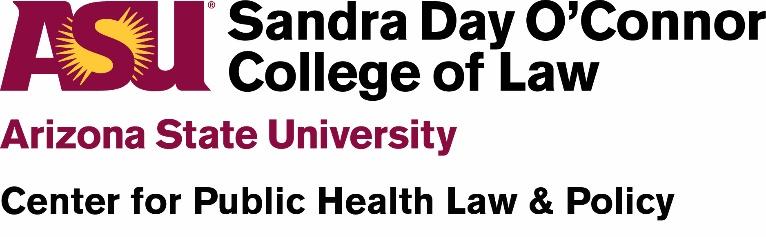 ASU® Sandra Day O’Connor
College of Law
Arizona State University
Center for Public Health Law & Policy